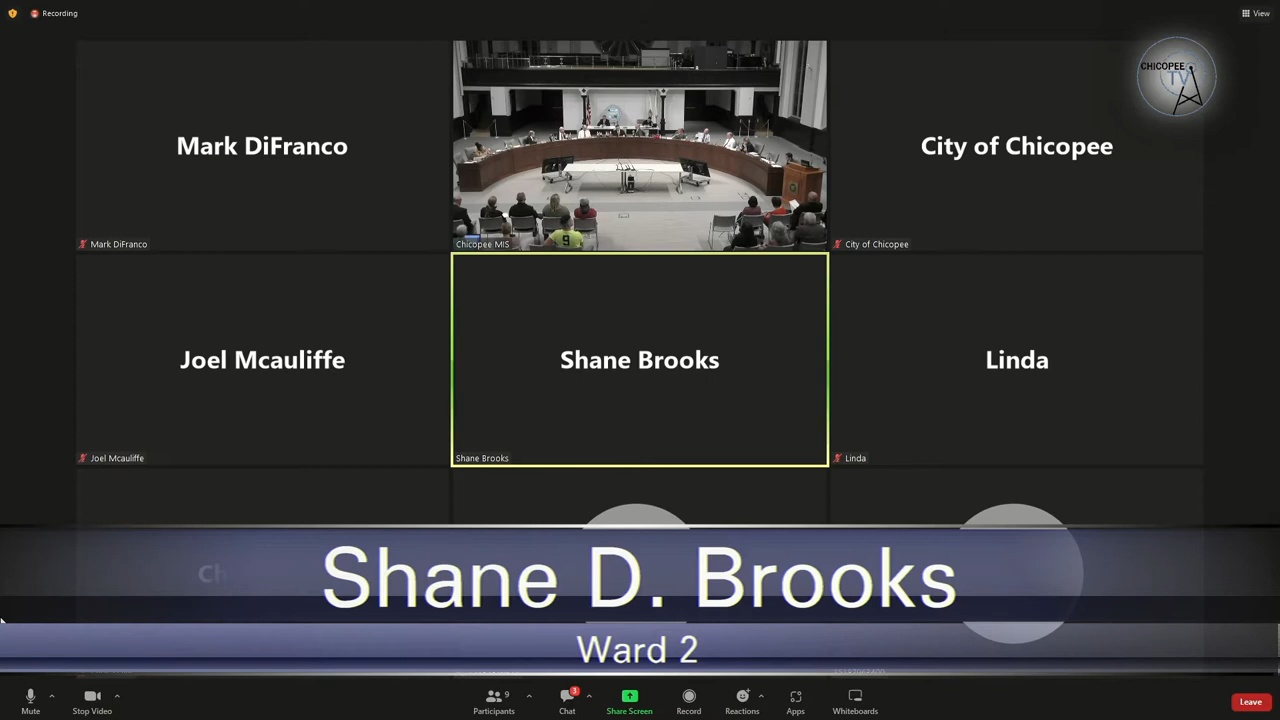 Recording
View
CHICOPEE
TV
Mark DiFranco
City of Chicopee
Mark DiFranco
Chicopee MIS
City of Chicopee
Joel Mcauliffe
Shane Brooks
Linda
Joel Mcauliffe
Shane Brooks
Linda
Shane D. Brooks
Ward 2
Mute
Stop Video
9
Participants
3
Chat
Share Screen
Record
Reactions
Apps
Whiteboards
Leave